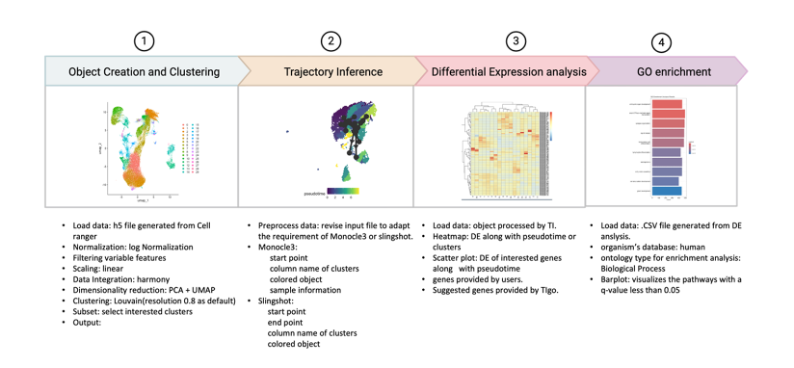 1
2
3
4
Object Creation and Clustering
Trajectory Inference
Differential Expression analysis
GO enrichment
pseudotime
• Load data: h5 file generated from Cell
ranger
• Normalization: log Normalization
• Filtering variable features
• Scaling: linear
• Data Integration: harmony
• Dimensionality reduction: PCA + UMAP
• Clustering: Louvain(resolution 0.8 as default)
• Subset: select interested clusters
• Output:
• Preprocess data: revise input file to adapt
the requirement of Monocle3 or slingshot.
• Monocle3:
start point
column name of clusters
colored object
sample information
• Slingshot:
start point
end point
column name of clusters
colored object
• Load data: object processed by TI.
• Heatmap: DE along with pseudotime or
clusters
• Scatter plot: DE of interested genes
along with pseudotime
• genes provided by users.
• Suggested genes provided by TIgo.
• Load data: .CSV file generated from DE
anlysis.
• organism's database: human
• ontology type for enrichment analysis:
Biological Process
• Barplot: visualizes the pathways with a
q-value less than 0.05